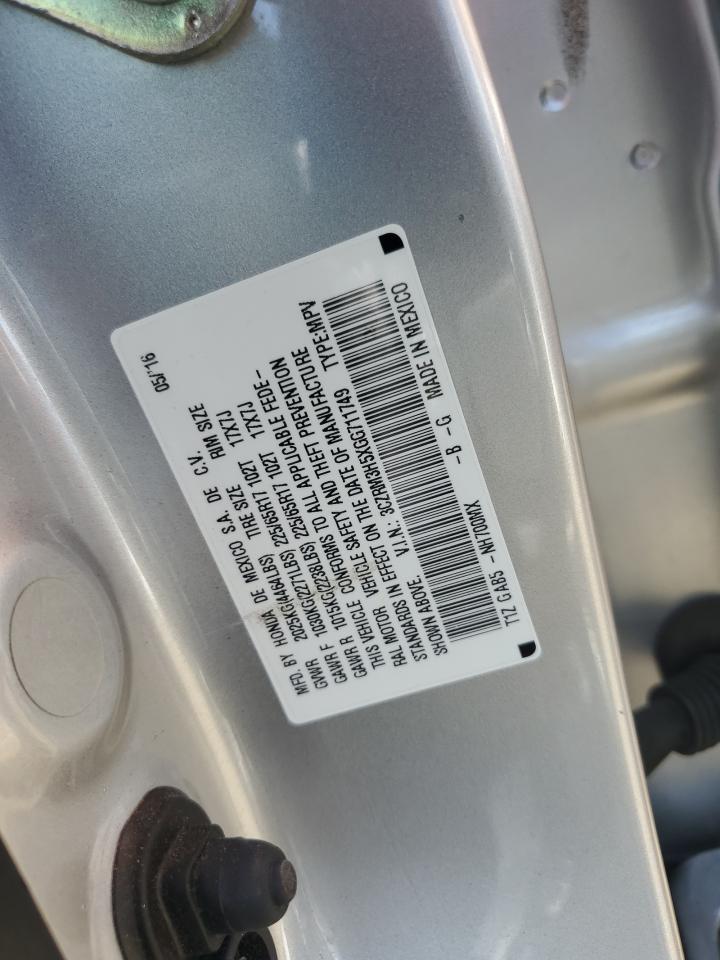 MFD. BY HONDA DE MEXICO S.A. DE C.V. 05/'16
GVWR 2025KG(4464LBS) TIRE SIZE RIM SIZE
GAWR F 1030KG(2271LBS) 225/65R17 102T 17X7J
GAWR R 1015KG(2238LBS) 225/65R17 102T 17X7J
THIS VEHICLE CONFORMS TO ALL APPLICABLE FEDE-
RAL MOTOR VEHICLE SAFETY AND THEFT PREVENTION
STANDARDS IN EFFECT ON THE DATE OF MANUFACTURE
SHOWN ABOVE. V.I.N.: 3CZRM3H5XGG711749 TYPE:MPV
T1Z GAB5 - NH700MX -B -G MADE IN MEXICO